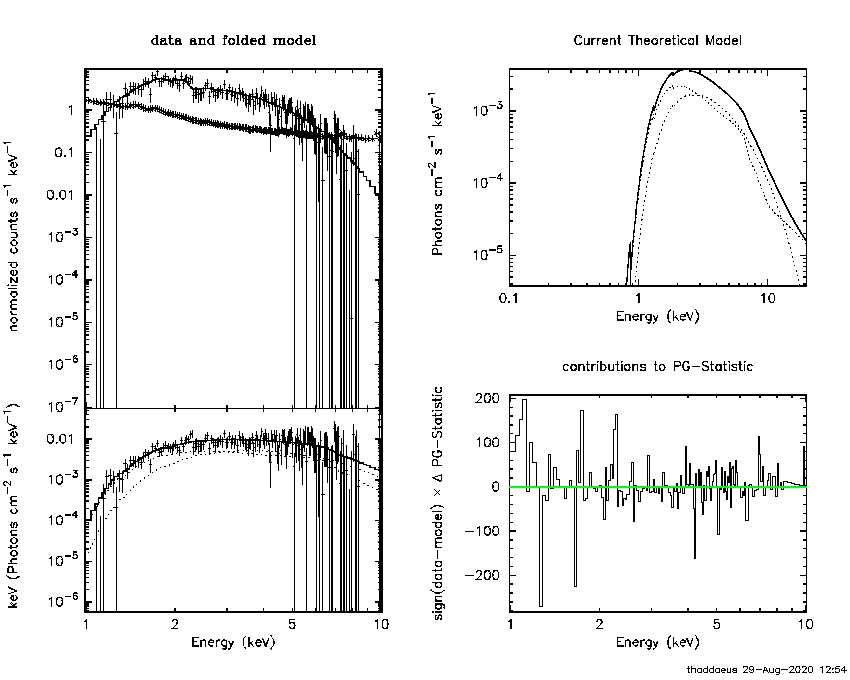 data and folded model
normalized counts s⁻¹ keV⁻¹
1
0.1
0.01
10⁻³
10⁻⁴
10⁻⁵
10⁻⁶
10⁻⁷
keV (Photons cm⁻² s⁻¹ keV⁻¹)
0.01
10⁻³
10⁻⁴
10⁻⁵
10⁻⁶
1 2 5 10
Energy (keV)
Current Theoretical Model
Photons cm⁻² s⁻¹ keV⁻¹
10⁻³
10⁻⁴
10⁻⁵
0.1 1 10
Energy (keV)
contributions to PG-Statistic
sign(data-model) × Δ PG-Statistic
200
100
0
-100
-200
1 2 5 10
Energy (keV)
thaddaeus 29-Aug-2020 12:54